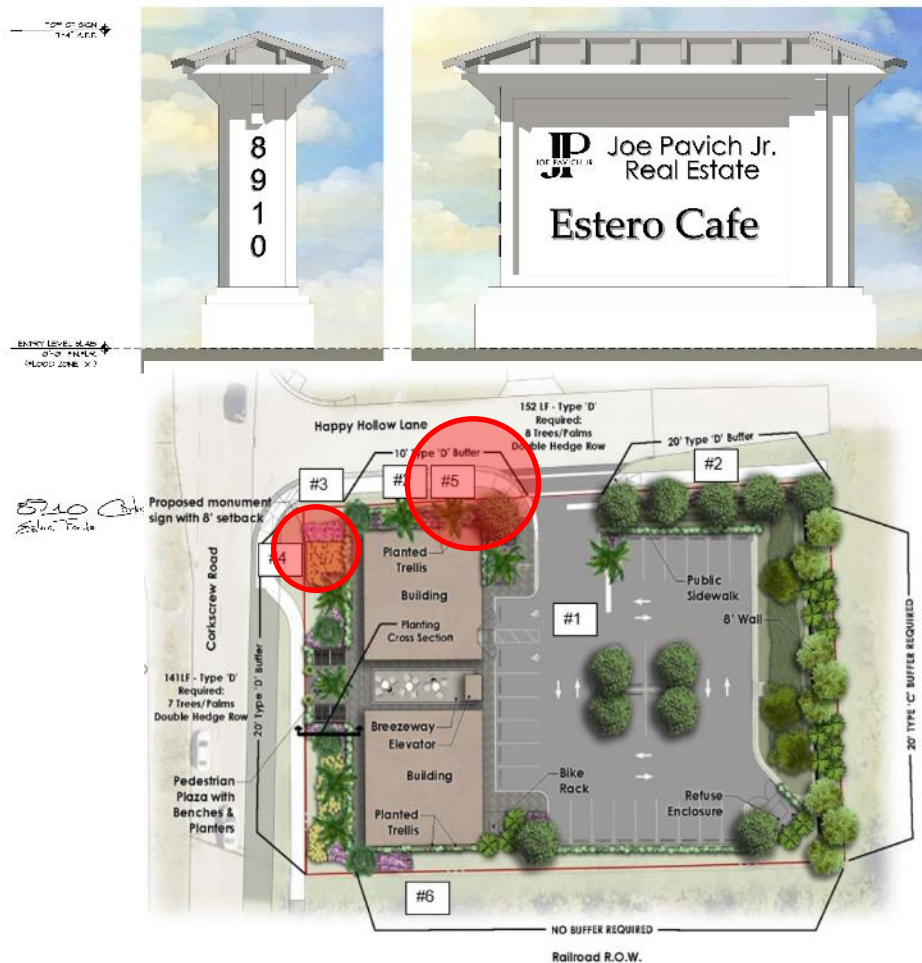 TOP OF SIGN
8
9
1
0
JP
JOE PAVICH JR
Joe Pavich Jr.
Real Estate
Estero Cafe
ENTRY LEVEL SLAB
Happy Hollow Lane
152 LF - Type 'D'
Required:
8 Trees/Palms
Double Hedge Row
10' Type 'D' Buffer
20' Type 'D' Buffer
#3
#5
#2
Proposed monument
sign with 8' setback
#4
Corkscrew Road
Planted
Trellis
Building
Planting
Cross Section
Public
Sidewalk
8' Wall
#1
141LF - Type 'D'
Required:
7 Trees/Palms
Double Hedge Row
20' Type 'D' Buffer
20' TYPE 'C' BUFFER REQUIRED
Breezeway
Elevator
Building
Pedestrian
Plaza with
Benches &
Planters
Bike
Rack
Refuse
Enclosure
Planted
Trellis
#6
NO BUFFER REQUIRED
Railroad R.O.W.